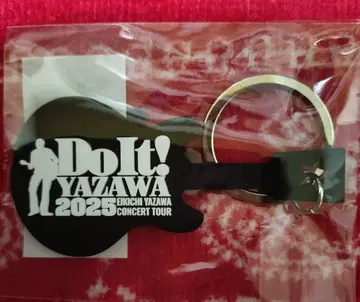 Do It!
YAZAWA
2025 EIKICHI YAZAWA
CONCERT TOUR